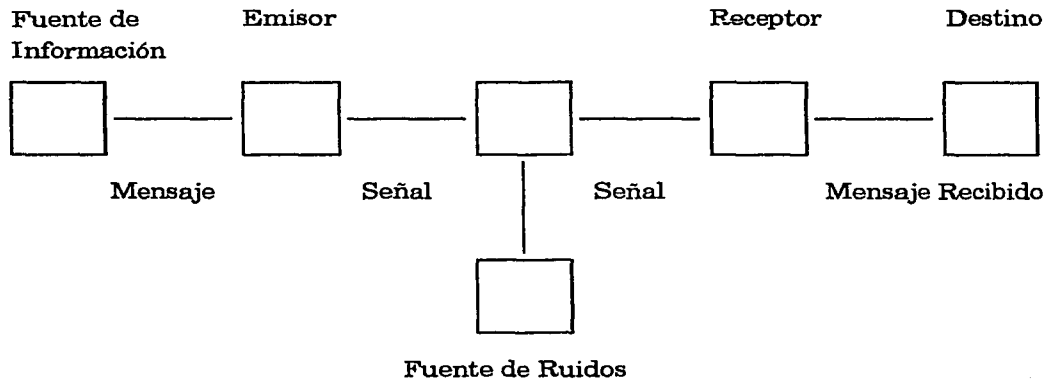 Fuente de
Información
Emisor
Receptor
Destino
Mensaje
Señal
Señal
Mensaje Recibido
Fuente de Ruidos